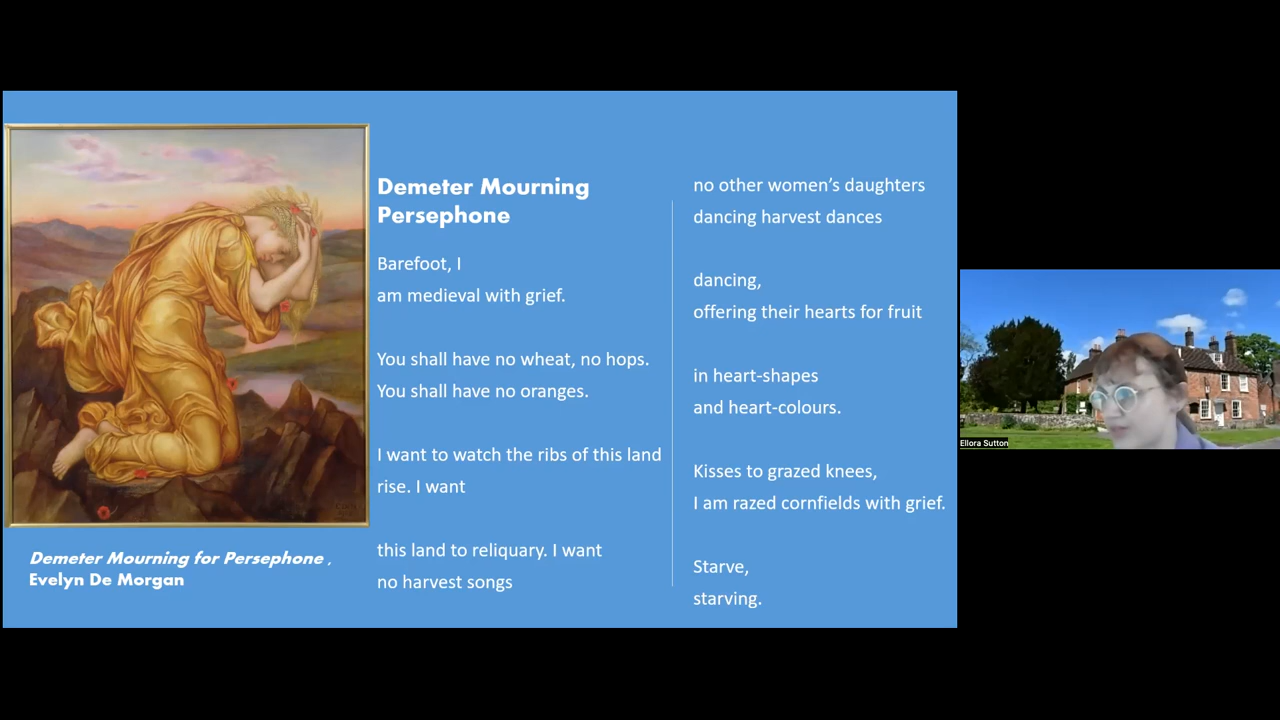 Demeter Mourning
Persephone
Barefoot, I
am medieval with grief.
You shall have no wheat, no hops.
You shall have no oranges.
I want to watch the ribs of this land
rise. I want
this land to reliquary. I want
no harvest songs
no other women’s daughters
dancing harvest dances
dancing,
offering their hearts for fruit
in heart-shapes
and heart-colours.
Kisses to grazed knees,
I am razed cornfields with grief.
Starve,
starving.
Demeter Mourning for Persephone ,
Evelyn De Morgan
Ellora Sutton